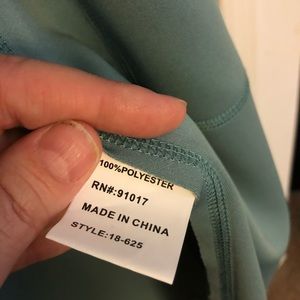 100%POLYESTER
RN#:91017
MADE IN CHINA
STYLE:18-625